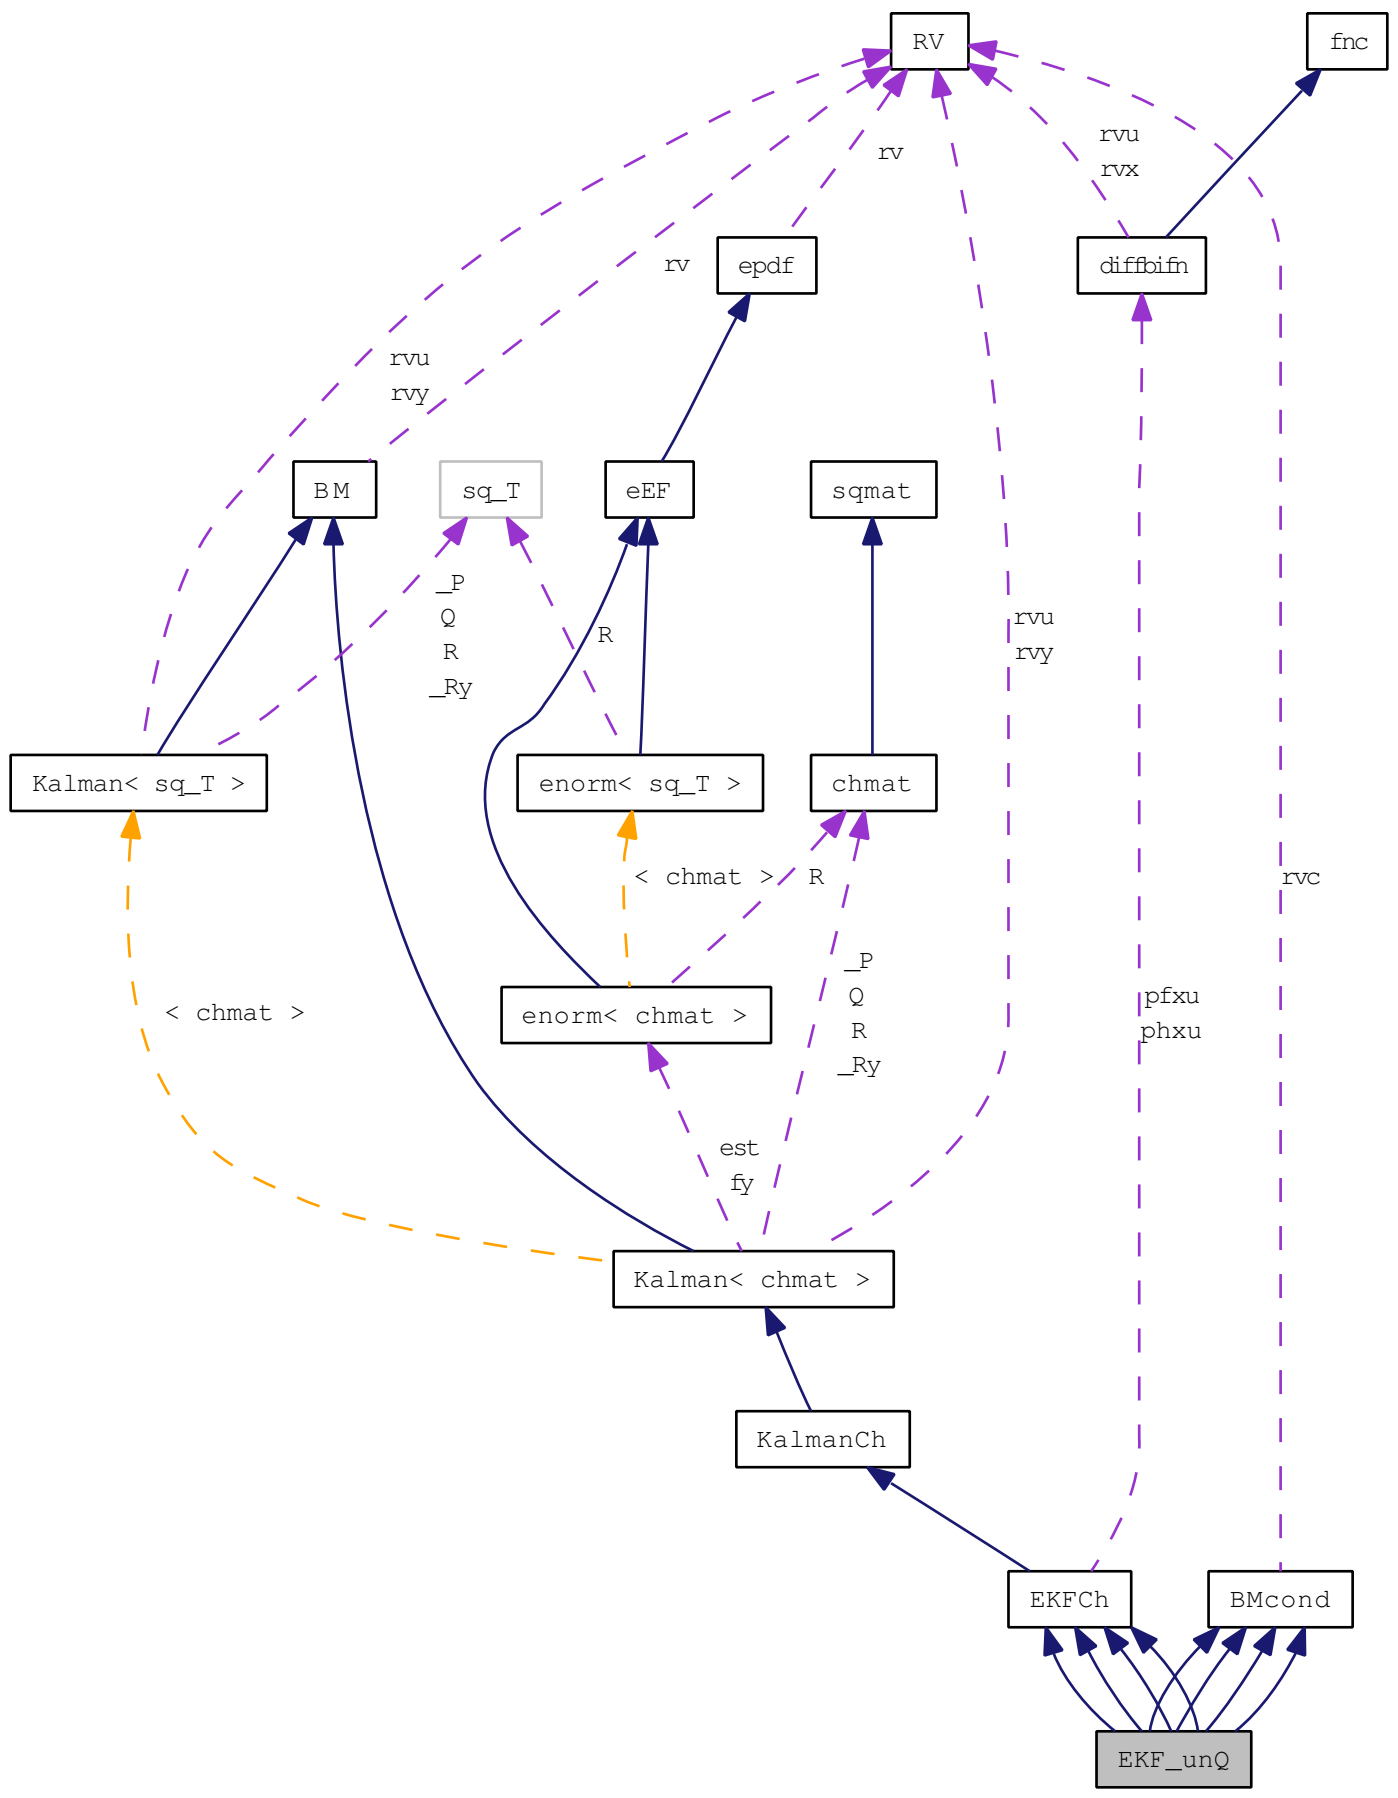 RV
fnc
rvu
rvx
rv
epdf
rv
diffbifn
rvu
rvy
BM
sq_T
eEF
sqmat
_P
Q
R
_Ry
R
rvu
rvy
Kalman< sq_T >
enorm< sq_T >
chmat
< chmat >
R
rvc
_P
Q
R
_Ry
pfxu
phxu
< chmat >
enorm< chmat >
est
fy
Kalman< chmat >
KalmanCh
EKFCh
BMcond
EKF_unQ